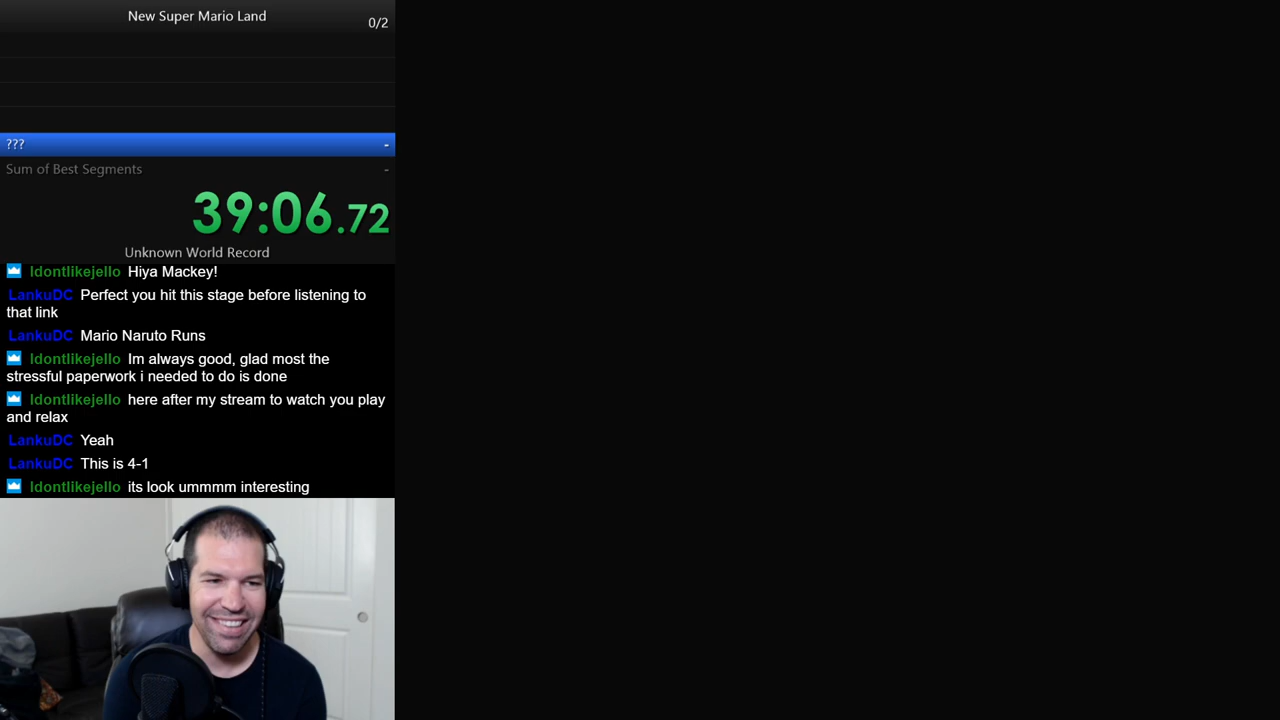 New Super Mario Land
0/2
???
-
Sum of Best Segments
-
39:06.72
Unknown World Record
Idontlikejello Hiya Mackey!
LankuDC Perfect you hit this stage before listening to
that link
LankuDC Mario Naruto Runs
Idontlikejello Im always good, glad most the
stressful paperwork i needed to do is done
Idontlikejello here after my stream to watch you play
and relax
LankuDC Yeah
LankuDC This is 4-1
Idontlikejello its look ummmm interesting